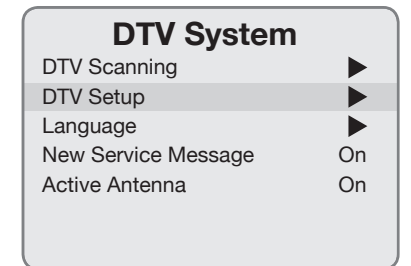 DTV System
DTV Scanning
DTV Setup
Language
New Service Message On
Active Antenna On